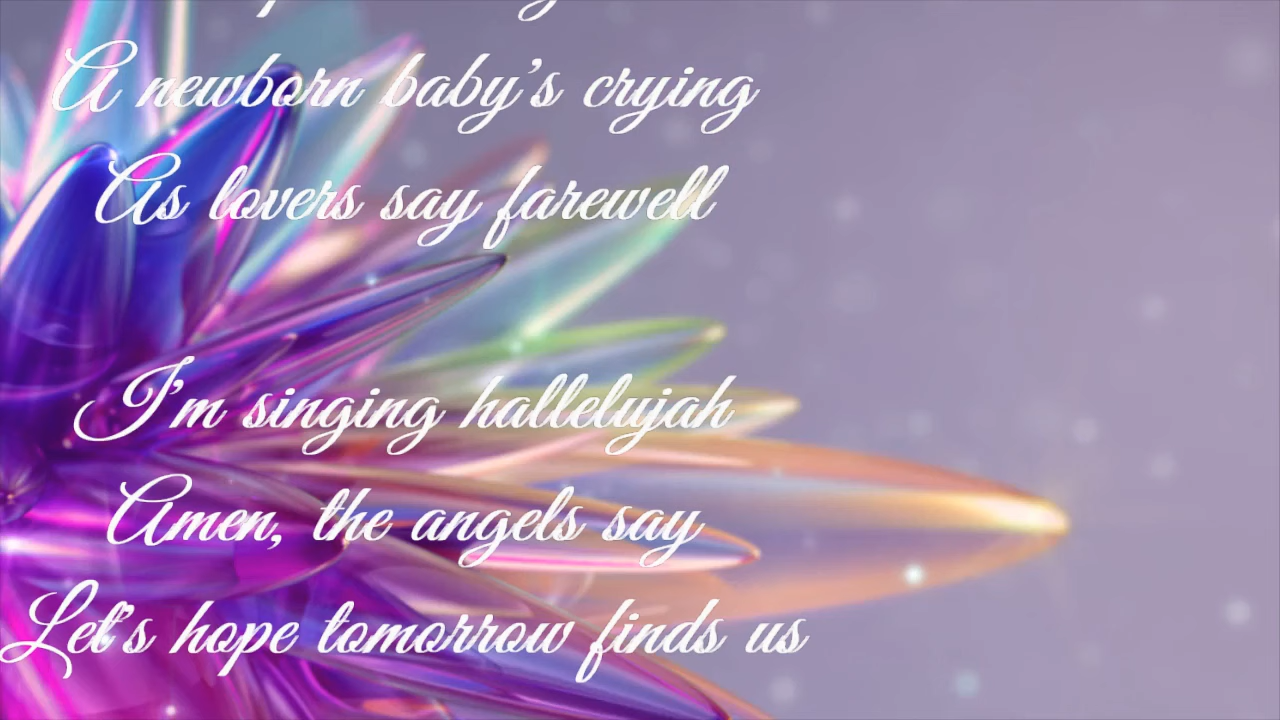 A newborn baby's crying
As lovers say farewell
I'm singing hallelujah
Amen, the angels say
Let's hope tomorrow finds us